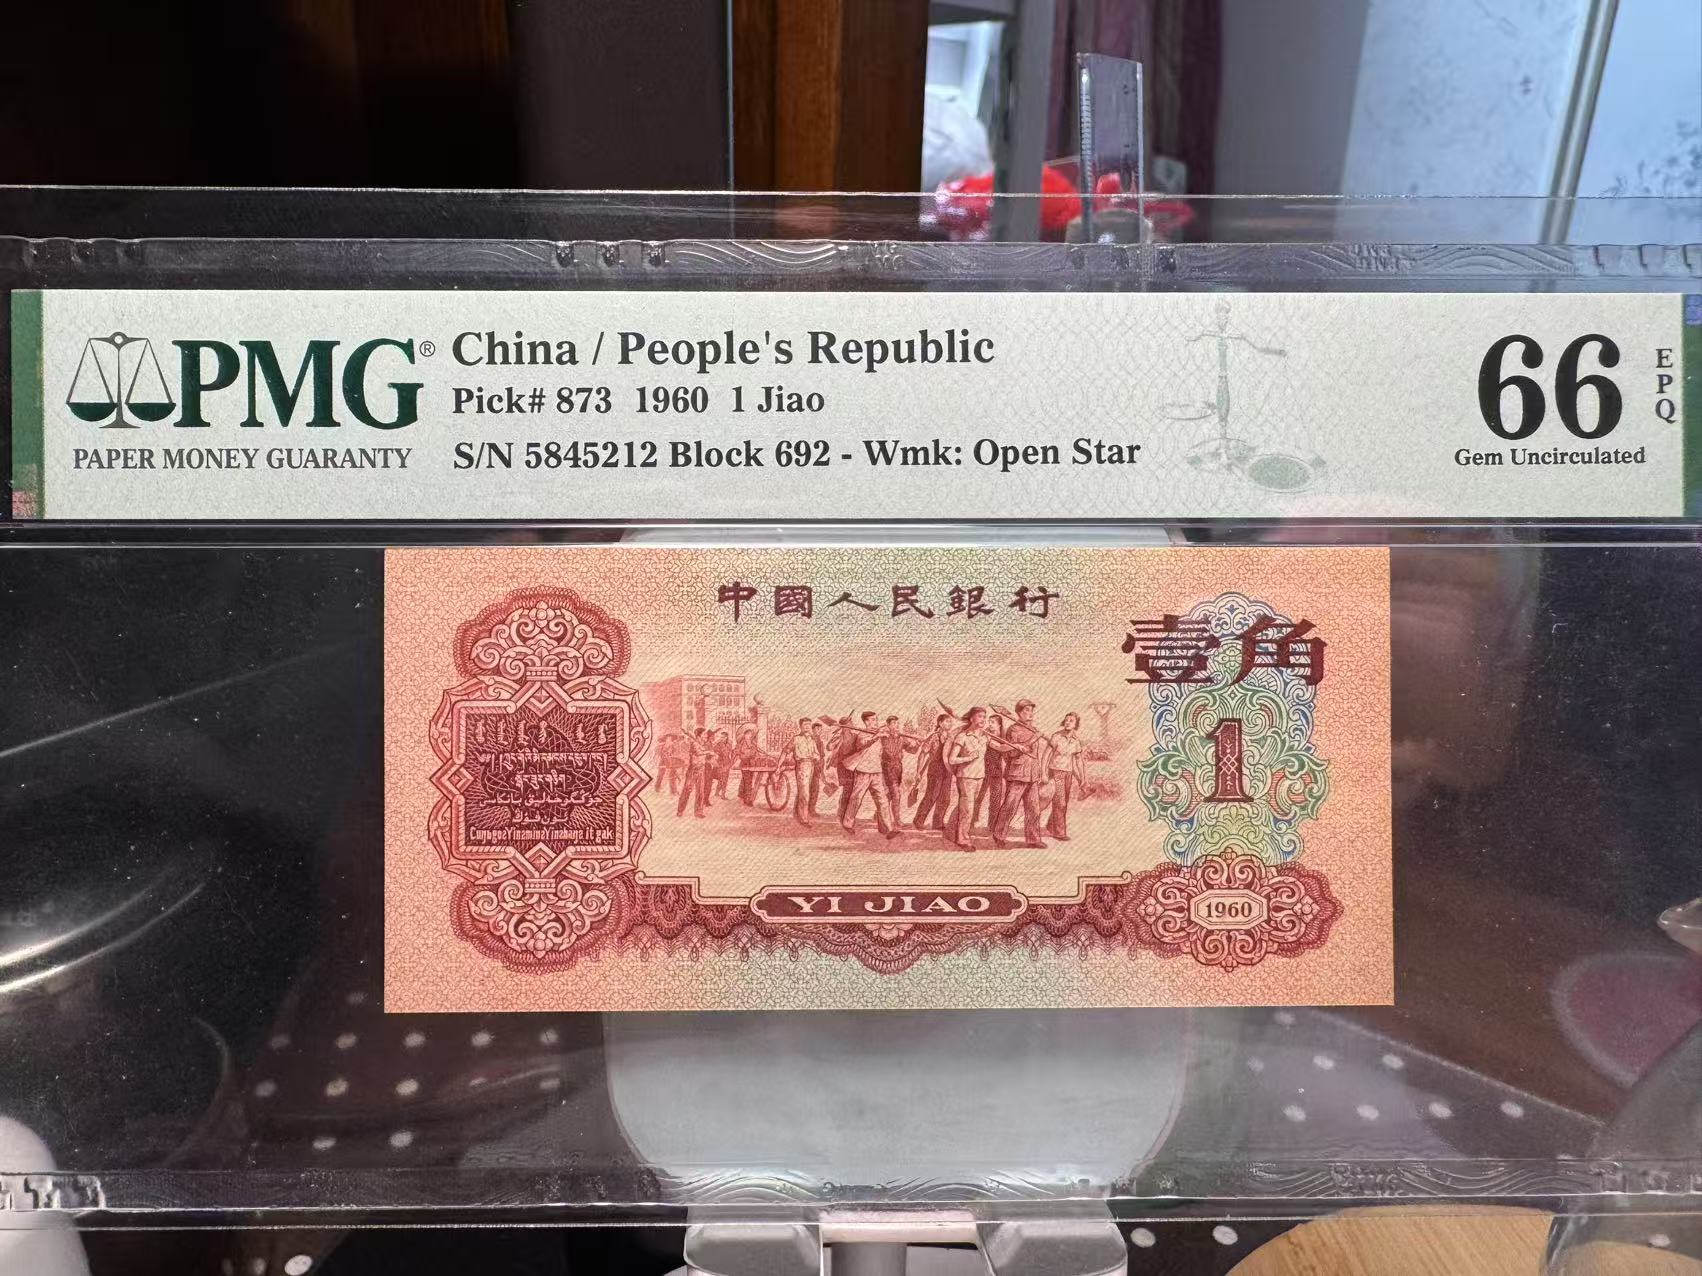 PMG®
PAPER MONEY GUARANTY
China / People's Republic
Pick# 873 1960 1 Jiao
S/N 5845212 Block 692 - Wmk: Open Star
66
EPQ
Gem Uncirculated
中國人民銀行
壹角
1
YI JIAO
1960